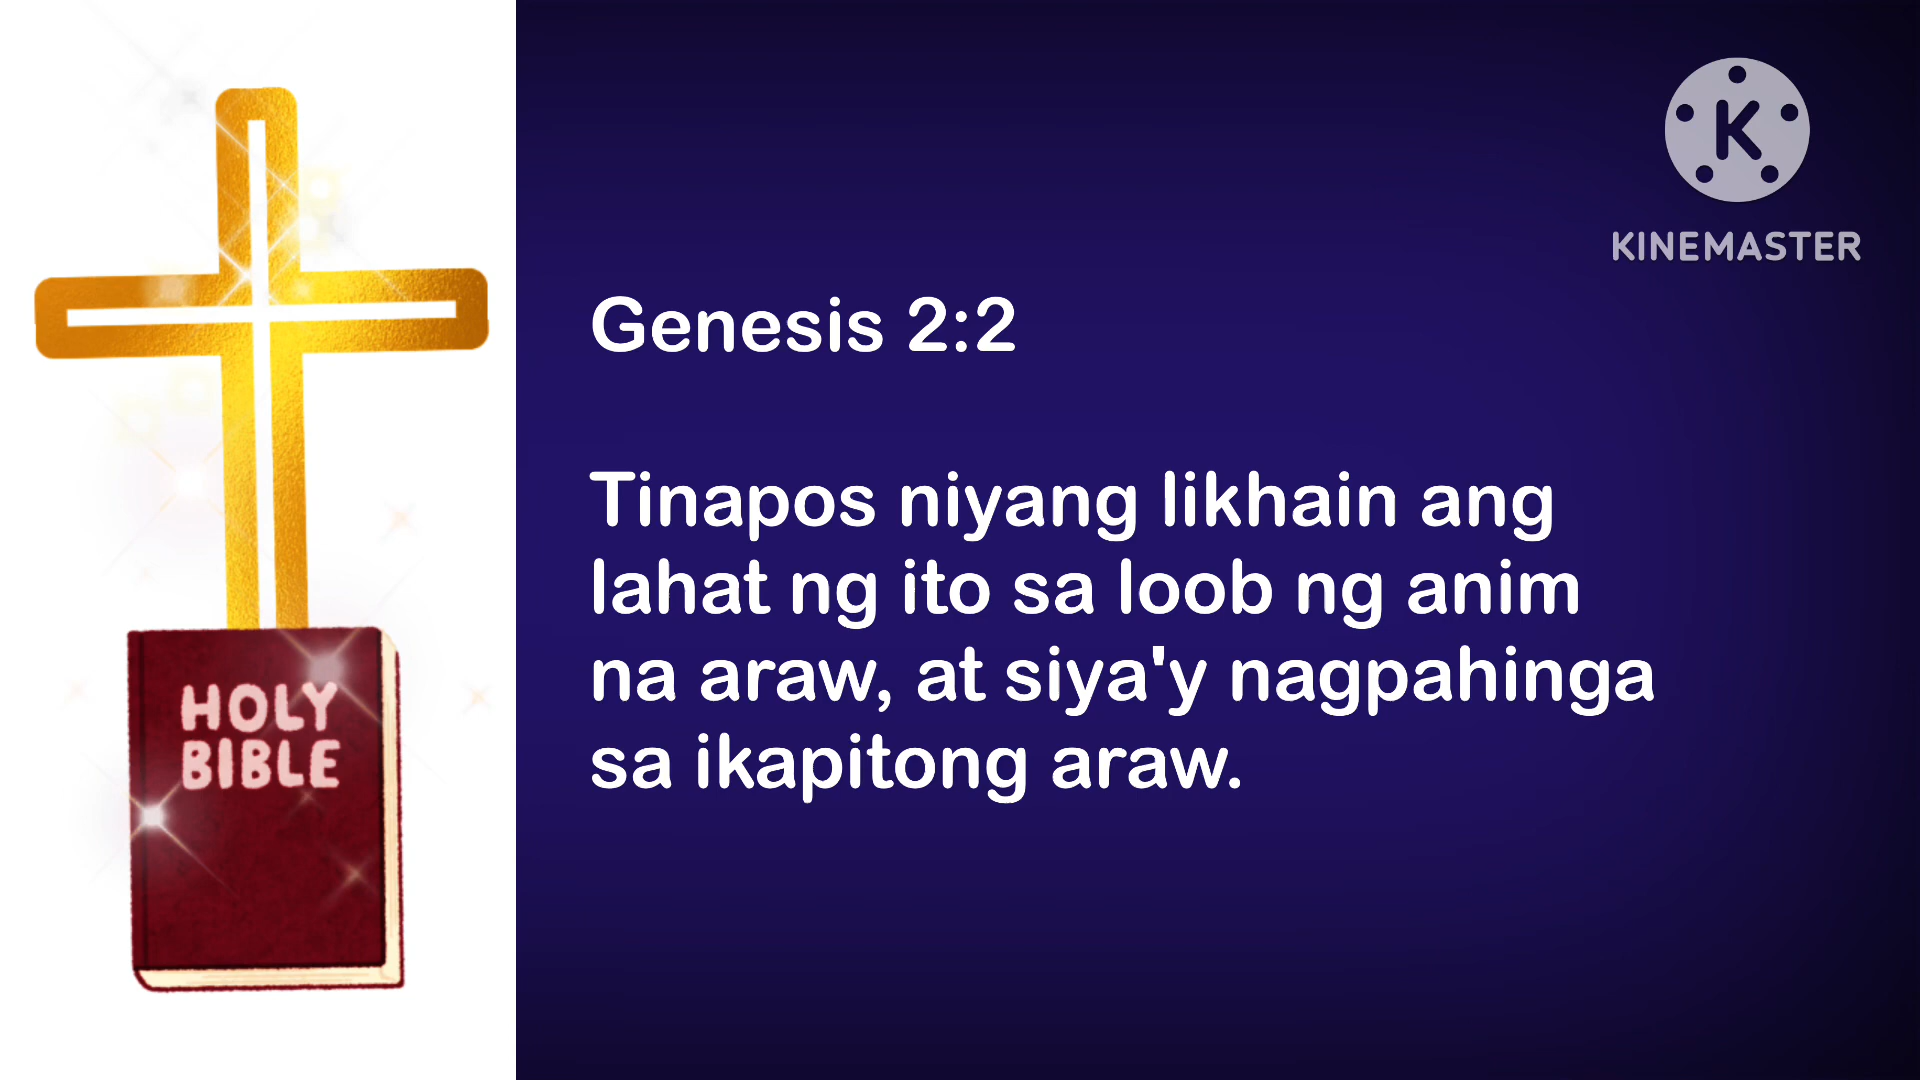 KINEMASTER
Genesis 2:2
Tinapos niyang likhain ang
lahat ng ito sa loob ng anim
na araw, at siya'y nagpahinga
sa ikapitong araw.
HOLY
BIBLE